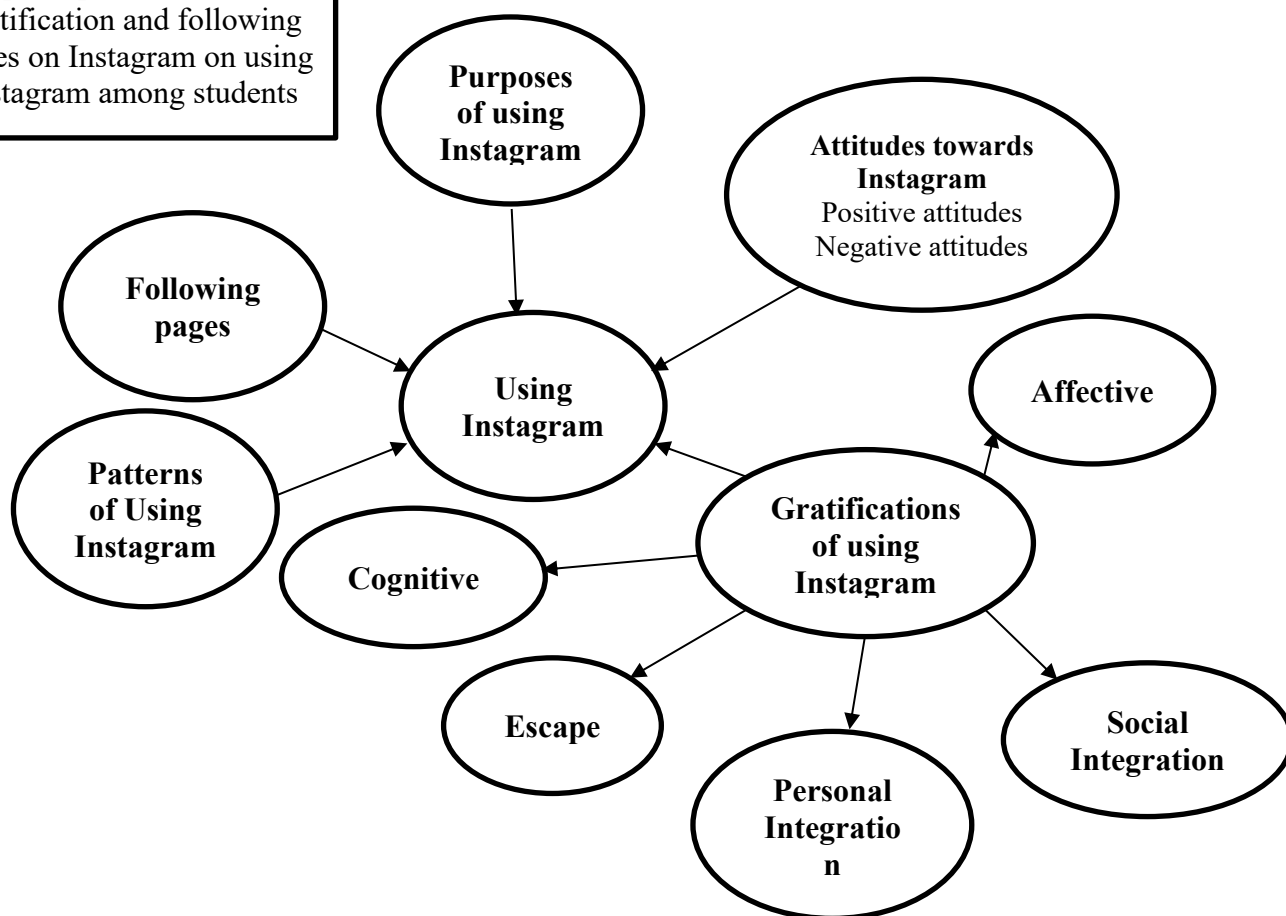 tification and following
es on Instagram on using
stagram among students
Purposes
of using
Instagram
Attitudes towards
Instagram
Positive attitudes
Negative attitudes
Following
pages
Using
Instagram
Affective
Patterns
of Using
Instagram
Gratifications
of using
Instagram
Cognitive
Escape
Social
Integration
Personal
Integratio
n